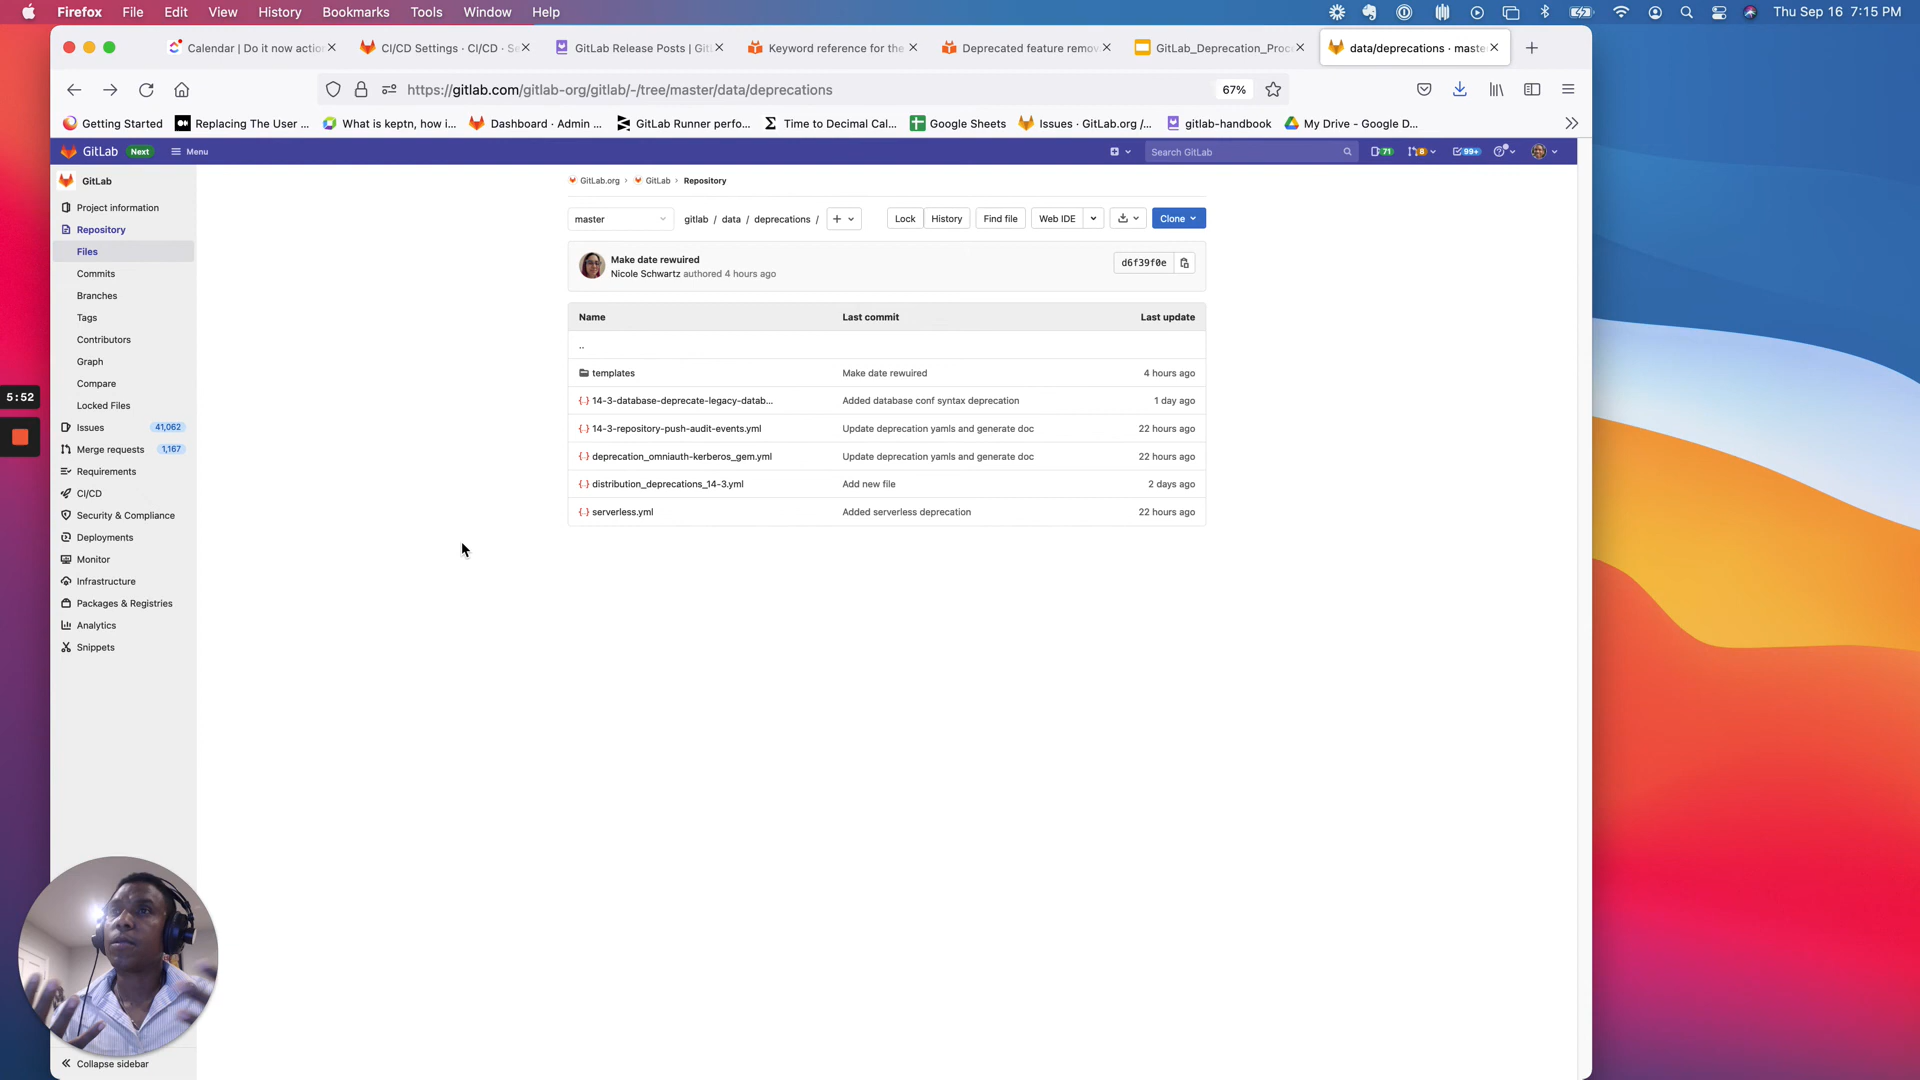 Firefox File Edit View History Bookmarks Tools Window Help Thu Sep 16 7:15 PM
Calendar | Do it now actio CI/CD Settings · CI/CD · S GitLab Release Posts | Git Keyword reference for the Deprecated feature remov GitLab_Deprecation_Proc data/deprecations · maste
https://gitlab.com/gitlab-org/gitlab/-/tree/master/data/deprecations 67%
Getting Started Replacing The User ... What is keptn, how i... Dashboard · Admin ... GitLab Runner perfo... Time to Decimal Cal... Google Sheets Issues · GitLab.org /... gitlab-handbook My Drive - Google D...
GitLab Next Menu Search GitLab 71 8 99+
GitLab
Project information
Repository
Files
Commits
Branches
Tags
Contributors
Graph
Compare
Locked Files
Issues 41,062
Merge requests 1,167
Requirements
CI/CD
Security & Compliance
Deployments
Monitor
Infrastructure
Packages & Registries
Analytics
Snippets
Collapse sidebar
5:52
GitLab.org › GitLab › Repository
master gitlab / data / deprecations / + Lock History Find file Web IDE Clone
Make date rewuired
Nicole Schwartz authored 4 hours ago
d6f39f0e
Name Last commit Last update
..
templates Make date rewuired 4 hours ago
14-3-database-deprecate-legacy-datab... Added database conf syntax deprecation 1 day ago
14-3-repository-push-audit-events.yml Update deprecation yamls and generate doc 22 hours ago
deprecation_omniauth-kerberos_gem.yml Update deprecation yamls and generate doc 22 hours ago
distribution_deprecations_14-3.yml Add new file 2 days ago
serverless.yml Added serverless deprecation 22 hours ago